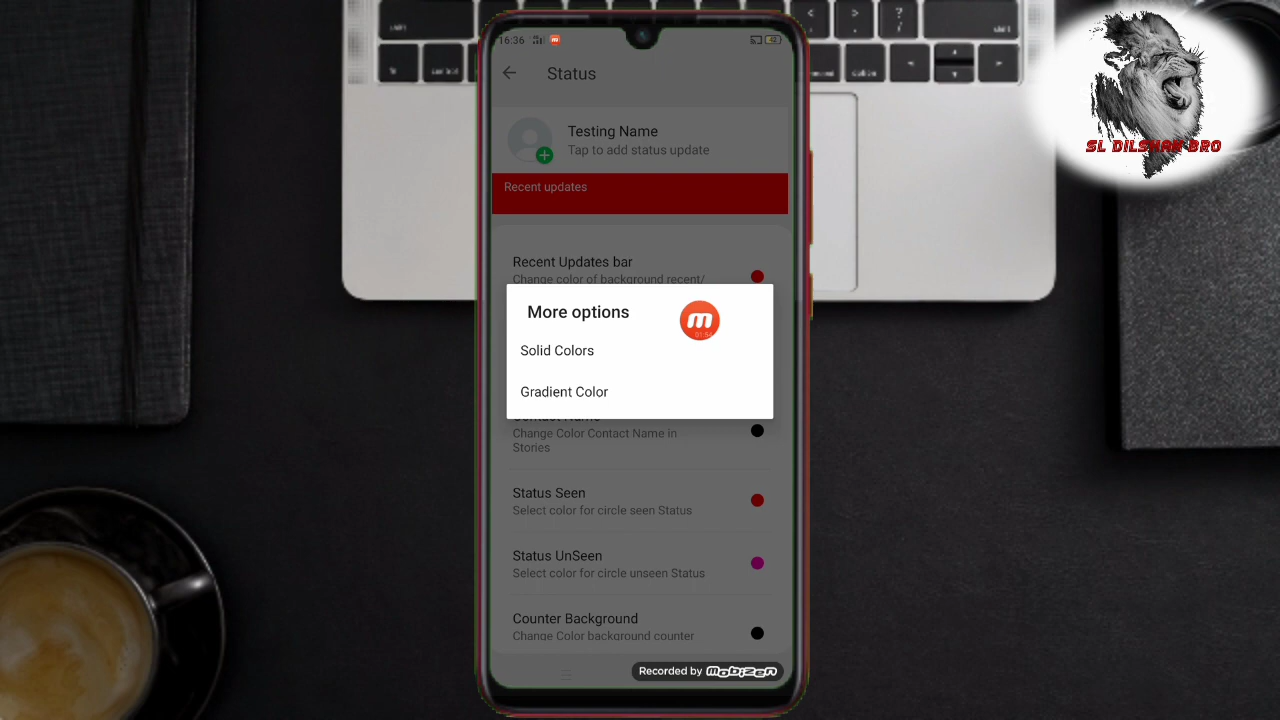 16:36
Status
SL DILSHAN BRO
Testing Name
Tap to add status update
Recent updates
Recent Updates bar
Change color of background recent/
More options
01:54
Solid Colors
Gradient Color
Contact Name
Change Color Contact Name in
Stories
Status Seen
Select color for circle seen Status
Status UnSeen
Select color for circle unseen Status
Counter Background
Change Color background counter
Recorded by Mobizen